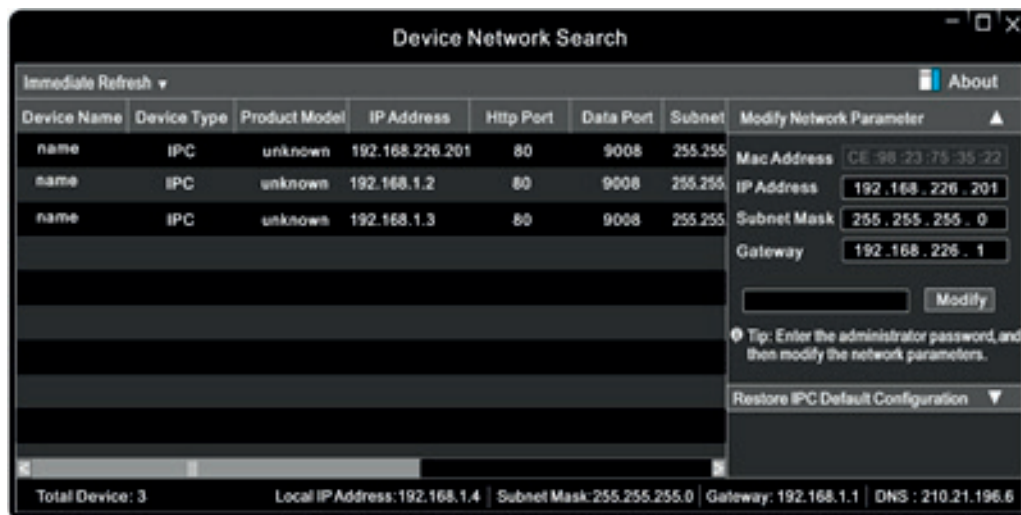 Device Network Search
Immediate Refresh
About
Device Name Device Type Product Model IP Address Http Port Data Port Subnet
name IPC unknown 192.168.226.201 80 9008 255.255
name IPC unknown 192.168.1.2 80 9008 255.255.
name IPC unknown 192.168.1.3 80 9008 255.255.
Modify Network Parameter
Mac Address CE:98:23:75:35:22
IP Address 192.168.226.201
Subnet Mask 255.255.255.0
Gateway 192.168.226.1
Modify
Tip: Enter the administrator password, and
then modify the network parameters.
Restore IPC Default Configuration
Total Device: 3 Local IP Address:192.168.1.4 Subnet Mask:255.255.255.0 Gateway: 192.168.1.1 DNS : 210.21.196.6